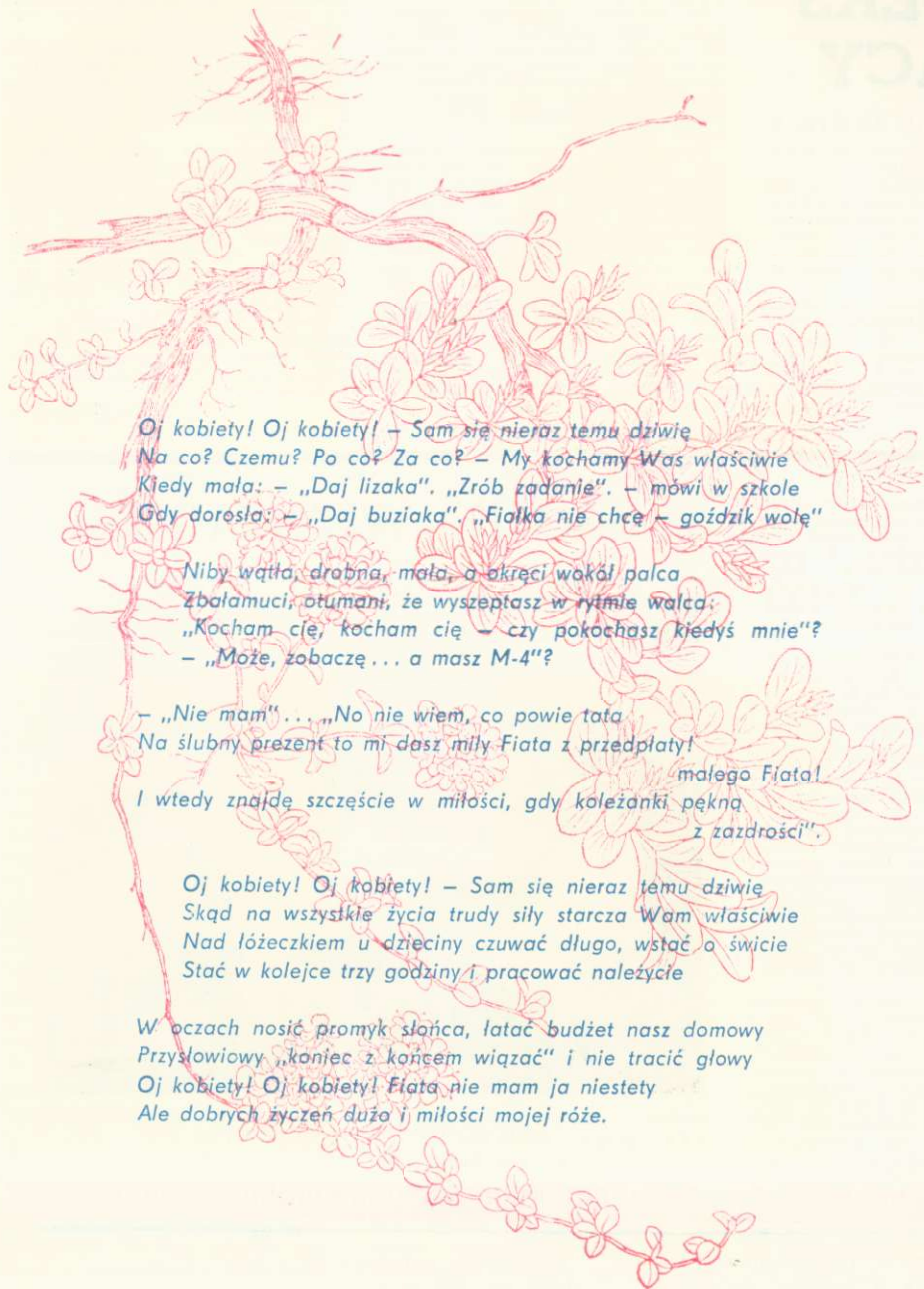 Oj kobiety! Oj kobiety! – Sam się nieraz temu dziwię
Na co? Czemu? Po co? Za co? – My kochamy Was właściwie
Kiedy mała: – „Daj lizaka". „Zrób zadanie". – mówi w szkole
Gdy dorosła: – „Daj buziaka". „Fiałka nie chcę – goździk wolę"
Niby wątła, drobna, mała, a okręci wokół palca
Zbałamuci, otumani, że wyszeptasz w rytmie walca:
„Kocham cię, kocham cię – czy pokochasz kiedyś mnie"?
– „Może, zobaczę ... a masz M-4"?
– „Nie mam" ... „No nie wiem, co powie tata
Na ślubny prezent to mi dasz miły Fiata z przedpłaty!
małego Fiata!
I wtedy znajdę szczęście w miłości, gdy koleżanki pękną
z zazdrości".
Oj kobiety! Oj kobiety! – Sam się nieraz temu dziwię
Skąd na wszystkie życia trudy siły starcza Wam właściwie
Nad łóżeczkiem u dzieciny czuwać długo, wstać o świcie
Stać w kolejce trzy godziny i pracować należycie
W oczach nosić promyk słońca, łatać budżet nasz domowy
Przysłowiowy „koniec z końcem wiązać" i nie tracić głowy
Oj kobiety! Oj kobiety! Fiata nie mam ja niestety
Ale dobrych życzeń dużo i miłości mojej róże.